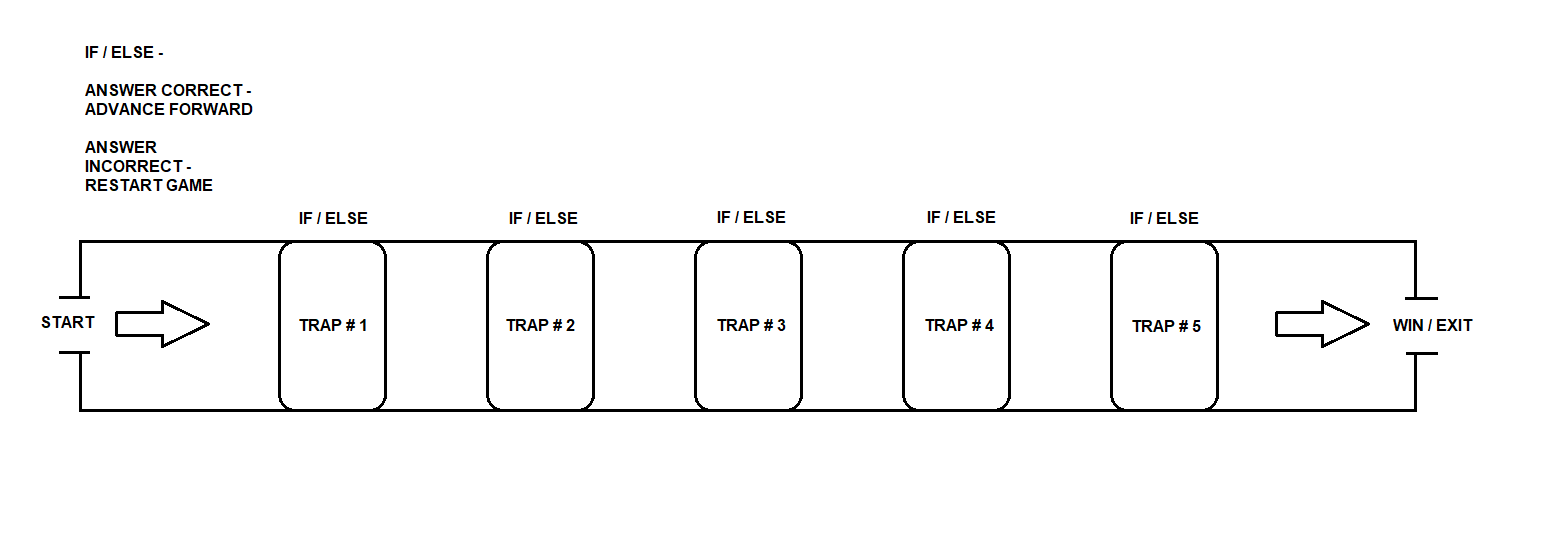 IF / ELSE -
ANSWER CORRECT -
ADVANCE FORWARD
ANSWER
INCORRECT -
RESTART GAME
IF / ELSE
IF / ELSE
IF / ELSE
IF / ELSE
IF / ELSE
START
TRAP # 1
TRAP # 2
TRAP # 3
TRAP # 4
TRAP # 5
WIN / EXIT